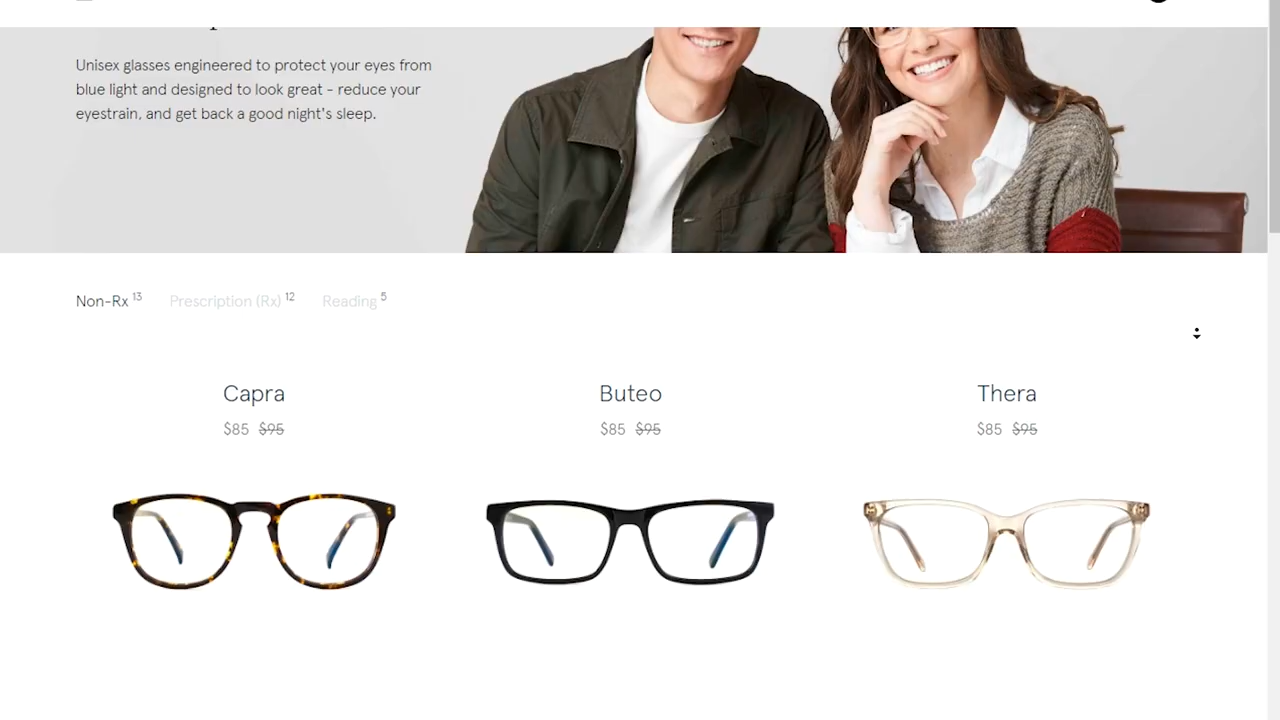 Unisex glasses engineered to protect your eyes from
blue light and designed to look great - reduce your
eyestrain, and get back a good night's sleep.
Non-Rx 13 Prescription (Rx) 12 Reading 5
Capra Buteo Thera
$85 $95 $85 $95 $85 $95